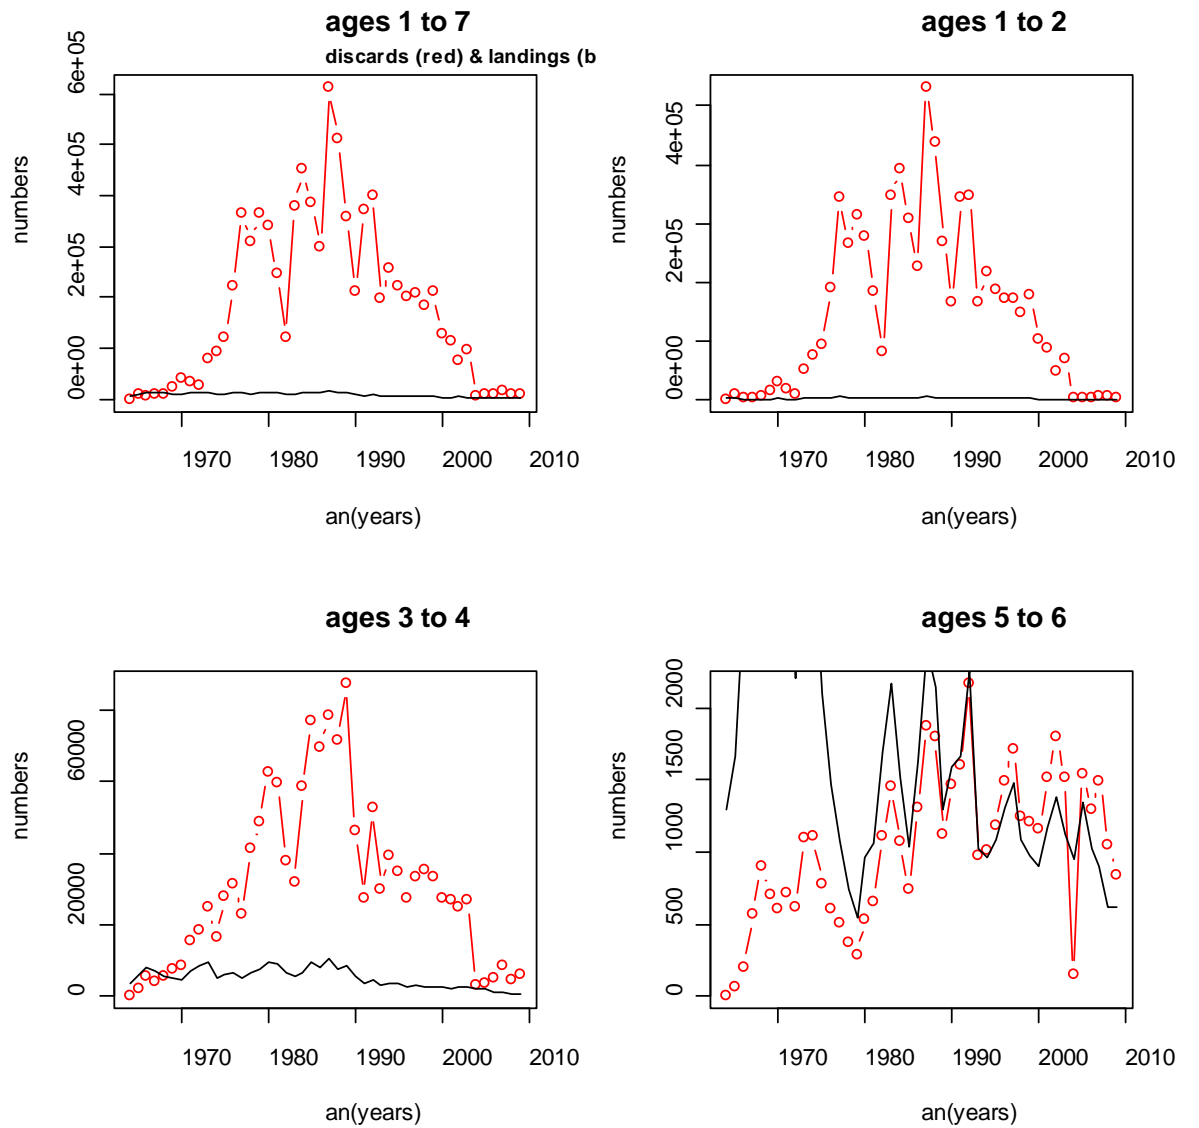 ages 1 to 7
discards (red) & landings (b
numbers
0e+00 2e+05 4e+05 6e+05
1970 1980 1990 2000 2010
an(years)
ages 1 to 2
numbers
0e+00 2e+05 4e+05
1970 1980 1990 2000 2010
an(years)
ages 3 to 4
numbers
0 20000 60000
1970 1980 1990 2000 2010
an(years)
ages 5 to 6
numbers
0 500 1000 1500 2000
1970 1980 1990 2000 2010
an(years)